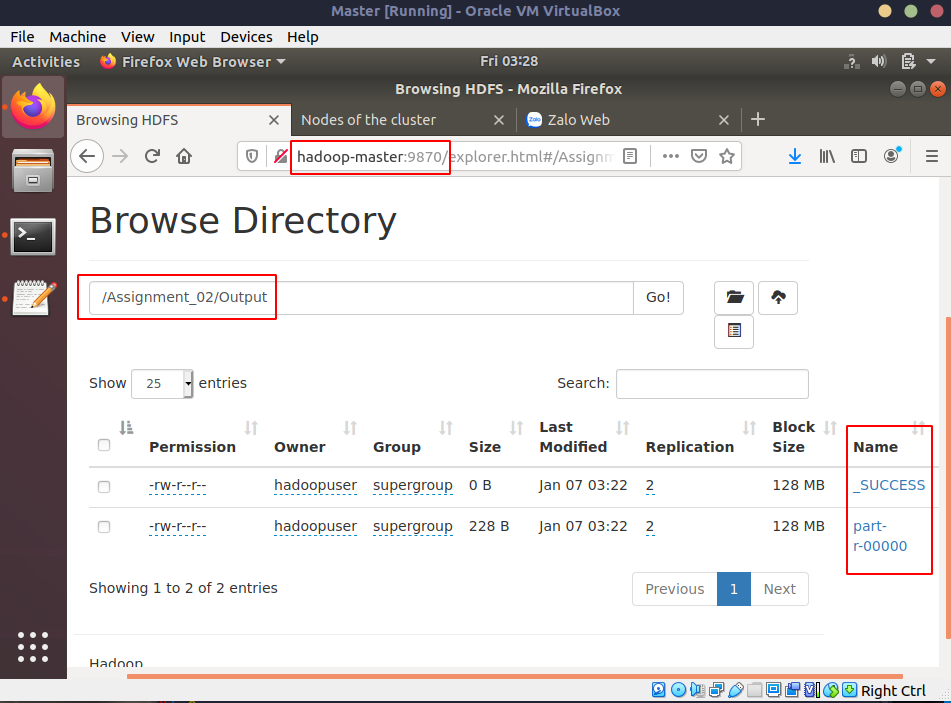 Master [Running] - Oracle VM VirtualBox
File Machine View Input Devices Help
Activities Firefox Web Browser Fri 03:28
Browsing HDFS - Mozilla Firefox
Browsing HDFS Nodes of the cluster Zalo Web
hadoop-master:9870/explorer.html#/Assignm
Browse Directory
/Assignment_02/Output Go!
Show 25 entries Search:
Permission Owner Group Size Last Modified Replication Block Size Name
-rw-r--r-- hadoopuser supergroup 0 B Jan 07 03:22 2 128 MB _SUCCESS
-rw-r--r-- hadoopuser supergroup 228 B Jan 07 03:22 2 128 MB part-r-00000
Showing 1 to 2 of 2 entries Previous 1 Next
Hadoop
Right Ctrl